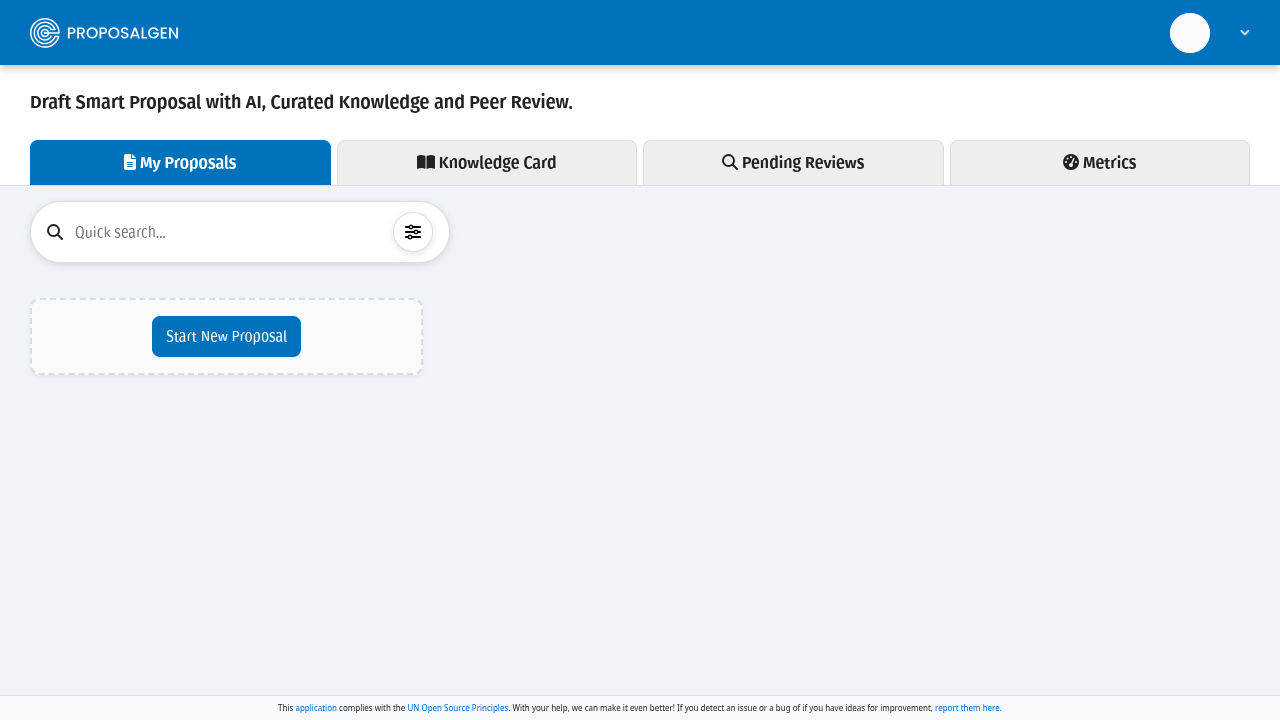 PROPOSALGEN
Draft Smart Proposal with AI, Curated Knowledge and Peer Review.
My Proposals
Knowledge Card
Pending Reviews
Metrics
Quick search...
Start New Proposal
This application complies with the UN Open Source Principles. With your help, we can make it even better! If you detect an issue or a bug of if you have ideas for improvement, report them here.